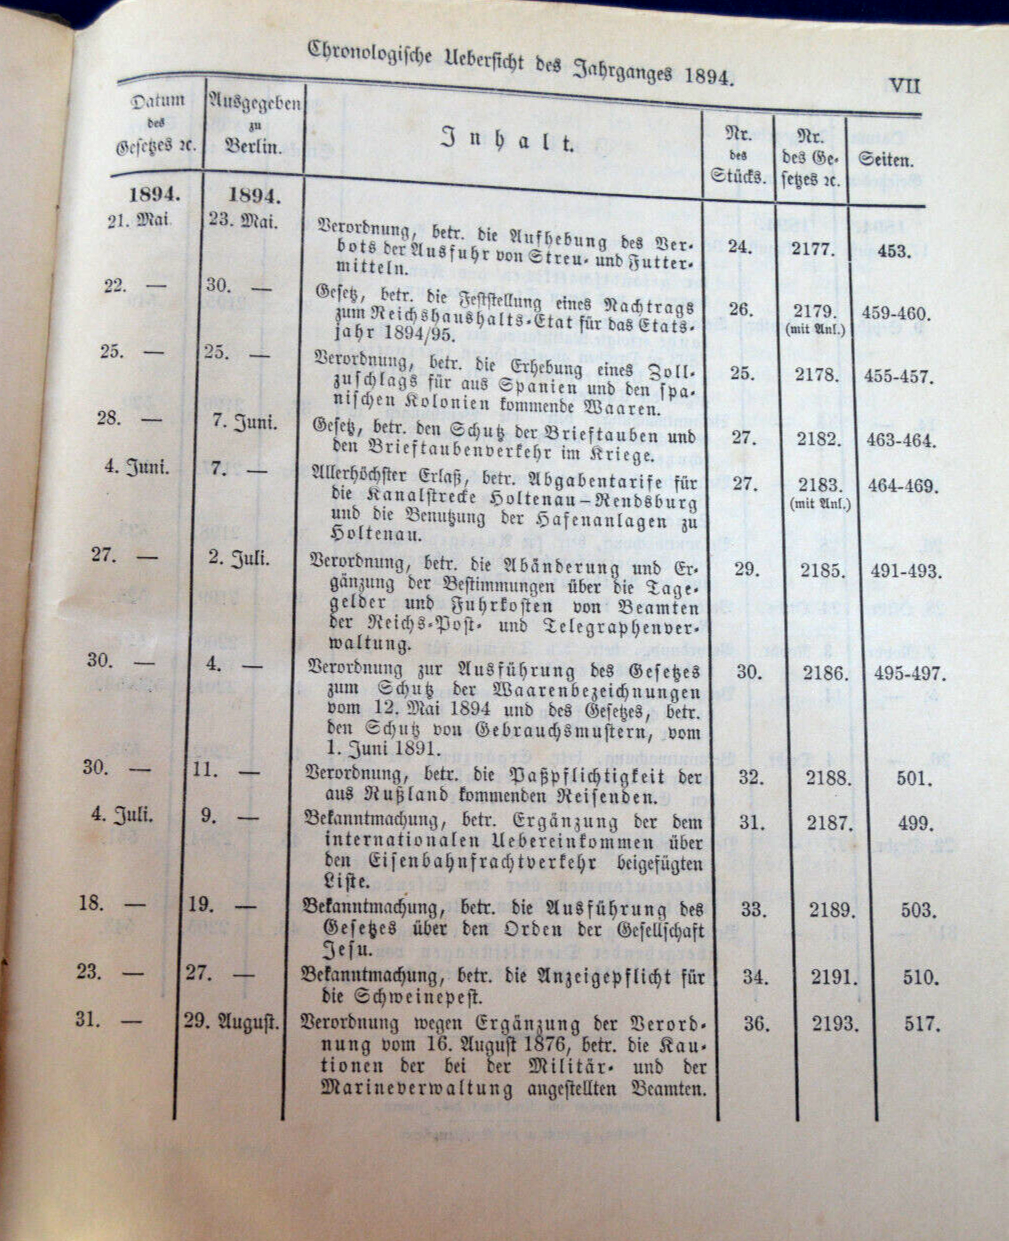 Chronologische Uebersicht des Jahrganges 1894.
VII
Datum des Gesetzes ꝛc.
Ausgegeben zu Berlin.
Inhalt.
Nr. des Stücks.
Nr. des Ge- setzes ꝛc.
Seiten.
1894. 1894.
21. Mai. 23. Mai. Verordnung, betr. die Aufhebung des Ver- 24. 2177. 453.
bots der Ausfuhr von Streu- und Futter-
mitteln.
22. — 30. — Gesetz, betr. die Feststellung eines Nachtrags 26. 2179. 459-460.
zum Reichshaushalts-Etat für das Etats- (mit Anl.)
jahr 1894/95.
25. — 25. — Verordnung, betr. die Erhebung eines Zoll- 25. 2178. 455-457.
zuschlags für aus Spanien und den spa-
nischen Kolonien kommende Waaren.
28. — 7. Juni. Gesetz, betr. den Schutz der Brieftauben und 27. 2182. 463-464.
den Brieftaubenverkehr im Kriege.
4. Juni. 7. — Allerhöchster Erlaß, betr. Abgabentarife für 27. 2183. 464-469.
die Kanalstrecke Holtenau–Rendsburg (mit Anl.)
und die Benutzung der Hafenanlagen zu
Holtenau.
27. — 2. Juli. Verordnung, betr. die Abänderung und Er- 29. 2185. 491-493.
gänzung der Bestimmungen über die Tage-
gelder und Fuhrkosten von Beamten
der Reichs-Post- und Telegraphenver-
waltung.
30. — 4. — Verordnung zur Ausführung des Gesetzes 30. 2186. 495-497.
zum Schutz der Waarenbezeichnungen
vom 12. Mai 1894 und des Gesetzes, betr.
den Schutz von Gebrauchsmustern, vom
1. Juni 1891.
30. — 11. — Verordnung, betr. die Paßpflichtigkeit der 32. 2188. 501.
aus Rußland kommenden Reisenden.
4. Juli. 9. — Bekanntmachung, betr. Ergänzung der dem 31. 2187. 499.
internationalen Uebereinkommen über
den Eisenbahnfrachtverkehr beigefügten
Liste.
18. — 19. — Bekanntmachung, betr. die Ausführung des 33. 2189. 503.
Gesetzes über den Orden der Gesellschaft
Jesu.
23. — 27. — Bekanntmachung, betr. die Anzeigepflicht für 34. 2191. 510.
die Schweinepest.
31. — 29. August. Verordnung wegen Ergänzung der Verord- 36. 2193. 517.
nung vom 16. August 1876, betr. die Kau-
tionen der bei der Militär- und der
Marineverwaltung angestellten Beamten.